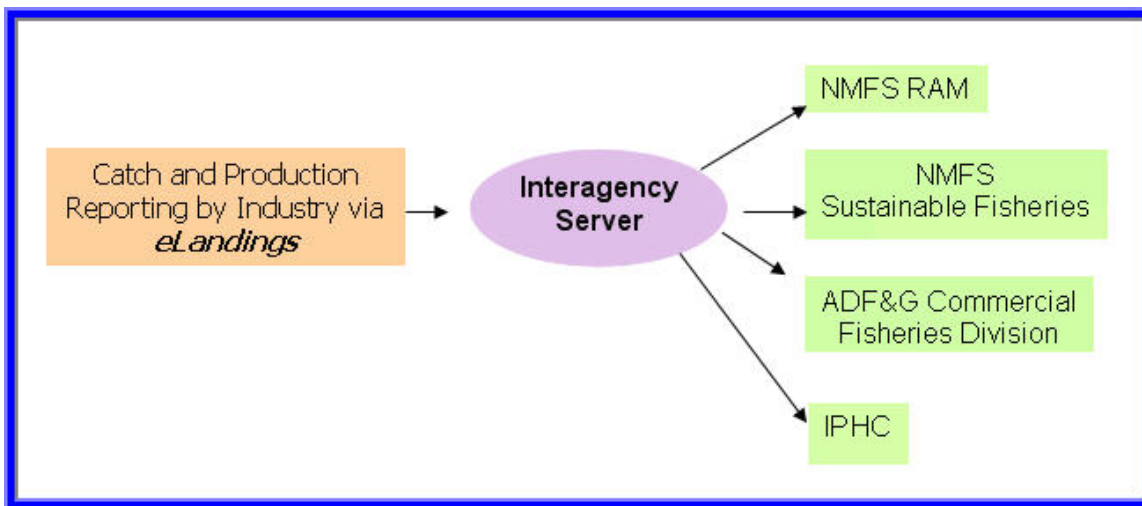 Catch and Production
Reporting by Industry via
eLandings
Interagency
Server
NMFS RAM
NMFS
Sustainable Fisheries
ADF&G Commercial
Fisheries Division
IPHC